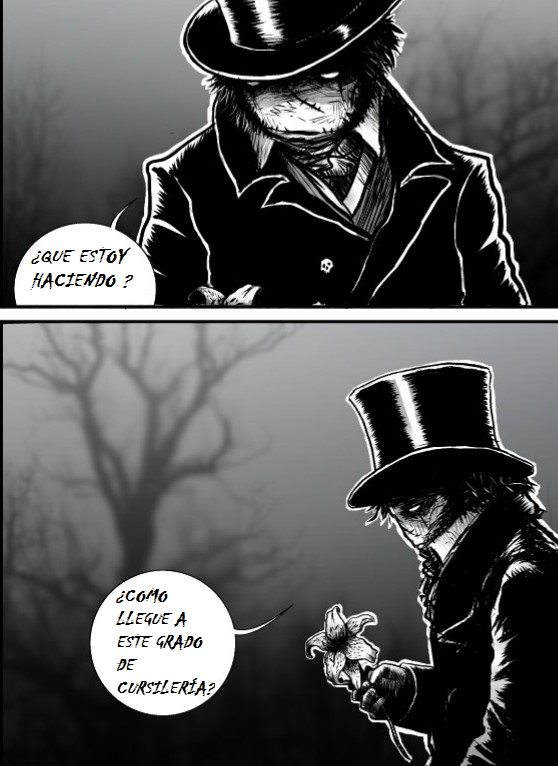 ¿QUE ESTOY
HACIENDO ?
¿COMO
LLEGUE A
ESTE GRADO
DE
CURSILERÍA?